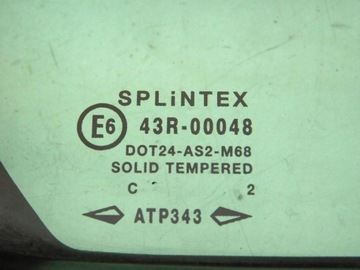 SPLiNTEX
E6 43R-00048
DOT24-AS2-M68
SOLID TEMPERED
C 2
ATP343